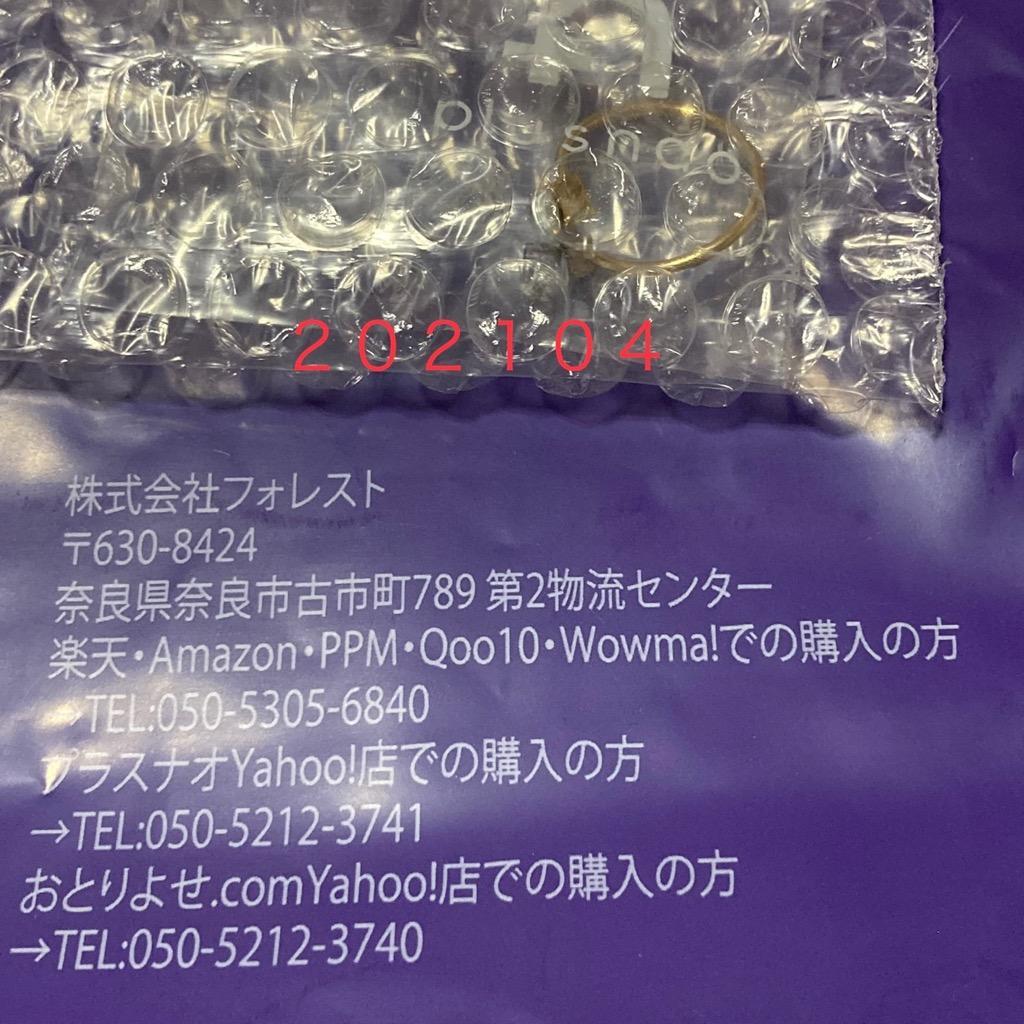 plusnao
202104
株式会社フォレスト
〒630-8424
奈良県奈良市古市町789 第2物流センター
楽天・Amazon・PPM・Qoo10・Wowma!での購入の方
→TEL:050-5305-6840
プラスナオYahoo!店での購入の方
→TEL:050-5212-3741
おとりよせ.comYahoo!店での購入の方
→TEL:050-5212-3740